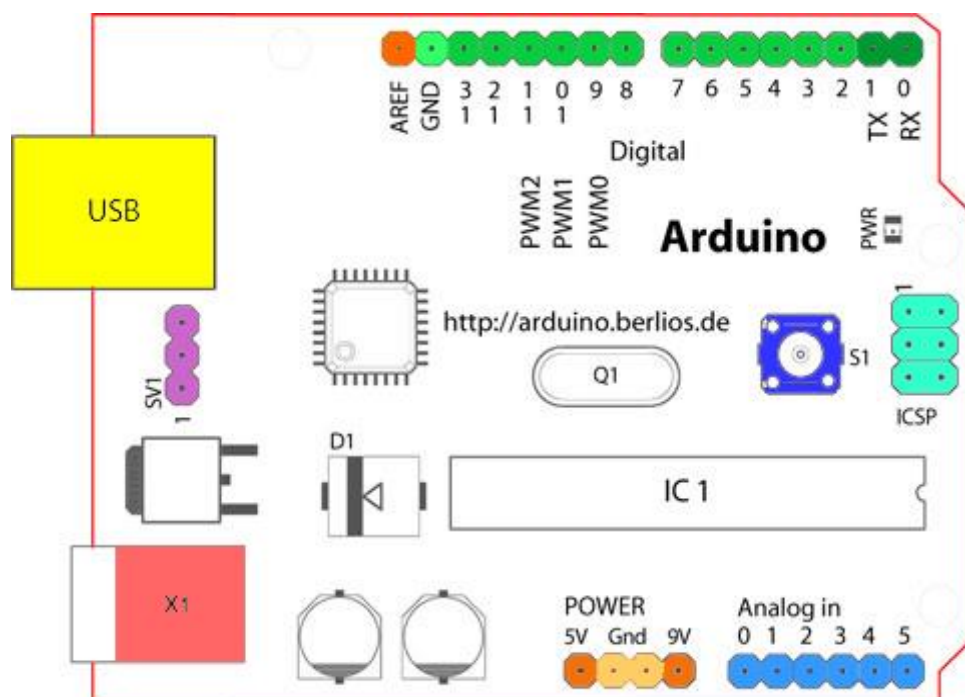 AREF GND 3 2 1 0 9 8 7 6 5 4 3 2 1 0
1 1 1 1 TX RX
Digital
USB
PWM2 PWM1 PWM0
Arduino
PWR
1
http://arduino.berlios.de
Q1
S1
SV1
1
ICSP
D1
IC 1
X1
POWER
5V Gnd 9V
Analog in
0 1 2 3 4 5